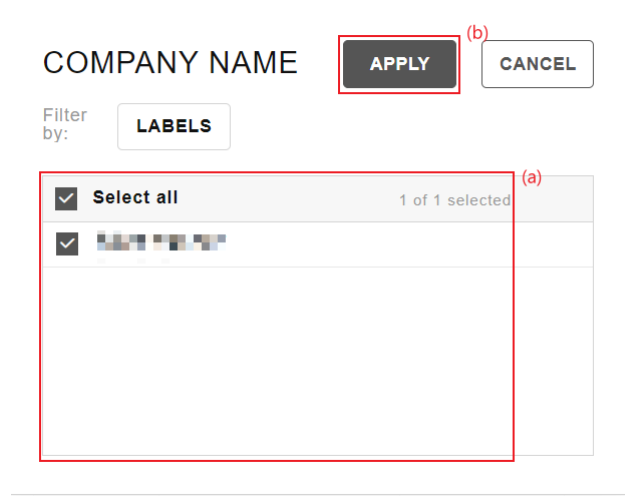 (b)
COMPANY NAME APPLY CANCEL
Filter by: LABELS
(a)
Select all 1 of 1 selected